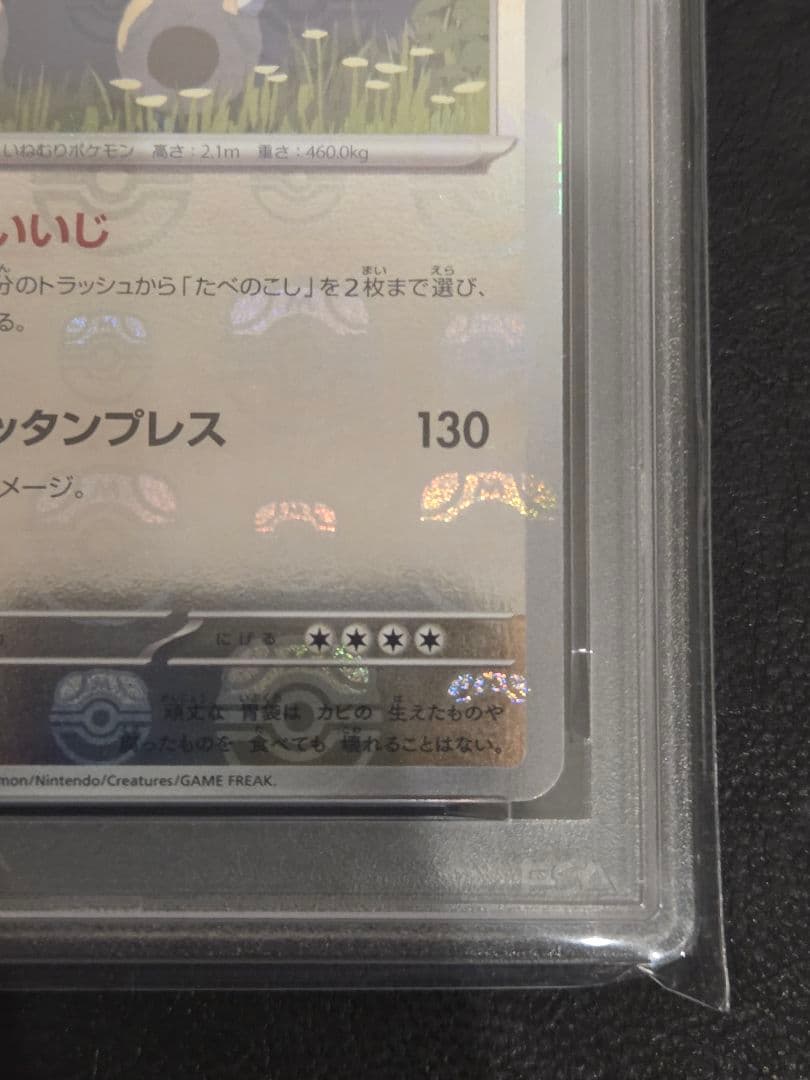 いねむりポケモン 高さ：2.1m 重さ：460.0kg
いいじ
分のトラッシュから「たべのこし」を2枚まで選び、
る。
ッタンプレス 130
メージ。
にげる
頑丈な 胃袋は カビの 生えたものや
腐ったものを 食べても 壊れることはない。
mon/Nintendo/Creatures/GAME FREAK.